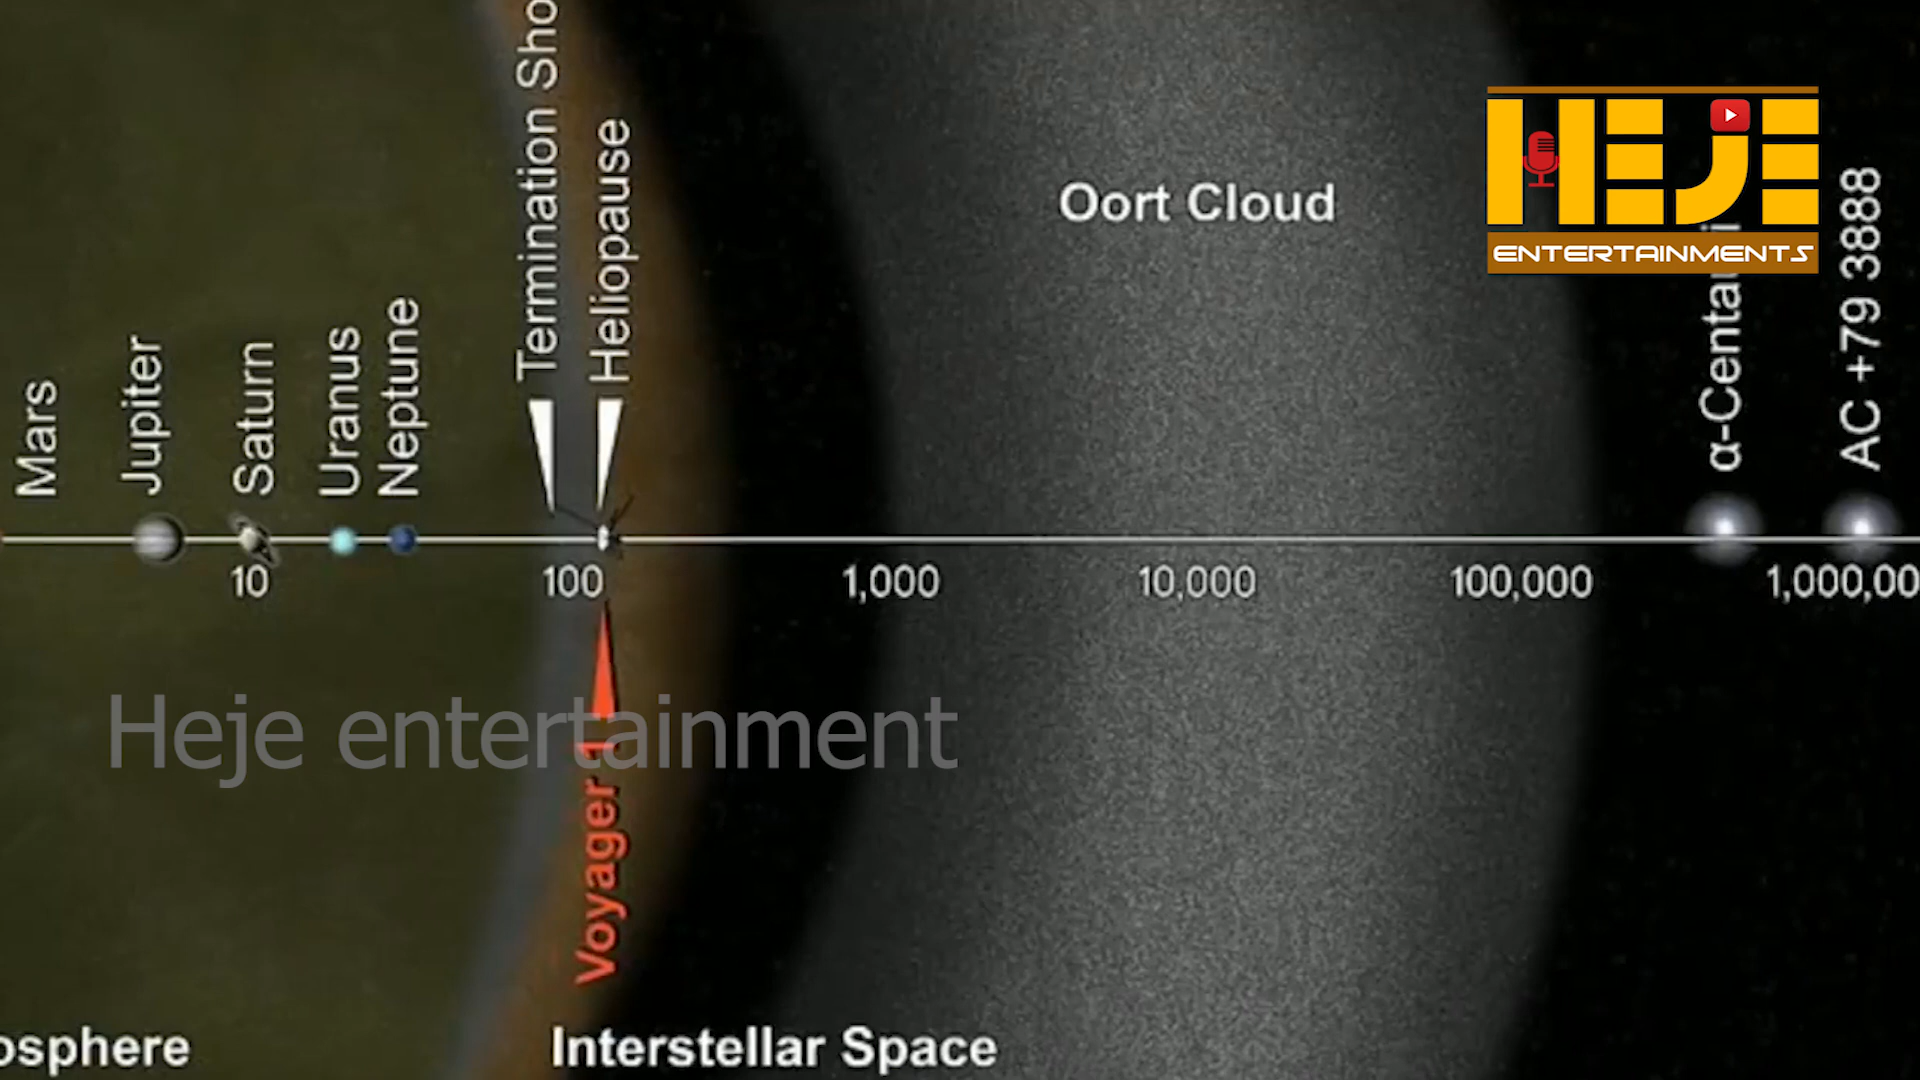 Mars
Jupiter
Saturn
Uranus
Neptune
Termination Sho
Heliopause
Oort Cloud
HEJE
ENTERTAINMENTS
α-Centa
AC +79 3888
10
100
1,000
10,000
100,000
1,000,00
Voyager 1
Heje entertainment
osphere
Interstellar Space